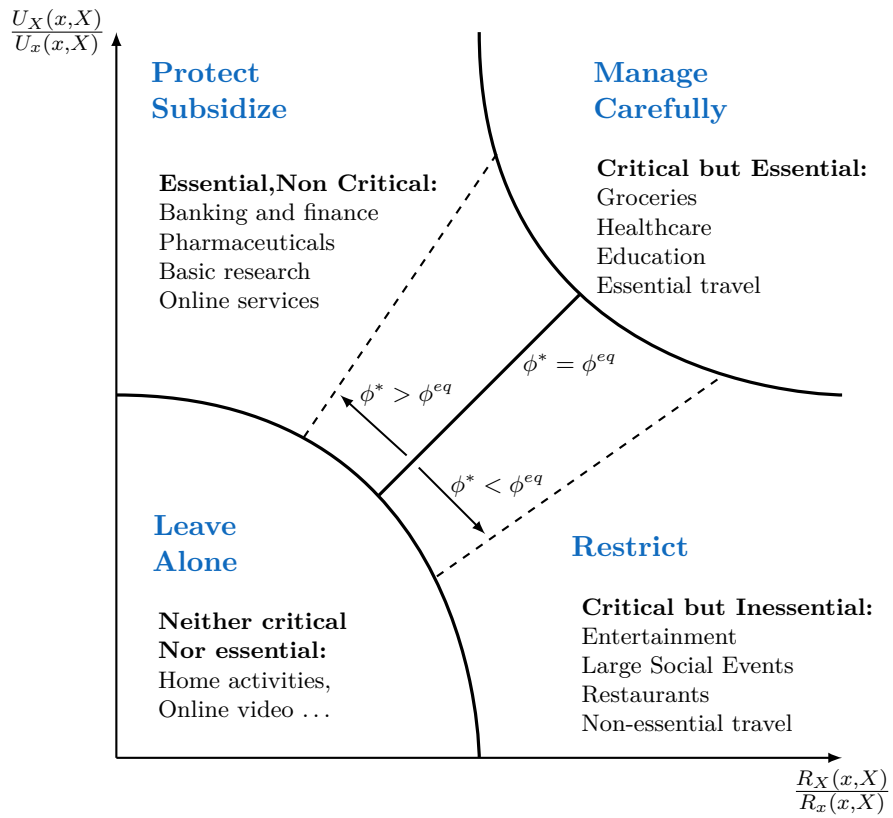 U_X(x,X)
U_x(x,X)
Protect
Subsidize
Essential,Non Critical:
Banking and finance
Pharmaceuticals
Basic research
Online services
Manage
Carefully
Critical but Essential:
Groceries
Healthcare
Education
Essential travel
ϕ* = ϕ^{eq}
ϕ* > ϕ^{eq}
ϕ* < ϕ^{eq}
Leave
Alone
Neither critical
Nor essential:
Home activities,
Online video …
Restrict
Critical but Inessential:
Entertainment
Large Social Events
Restaurants
Non-essential travel
R_X(x,X)
R_x(x,X)